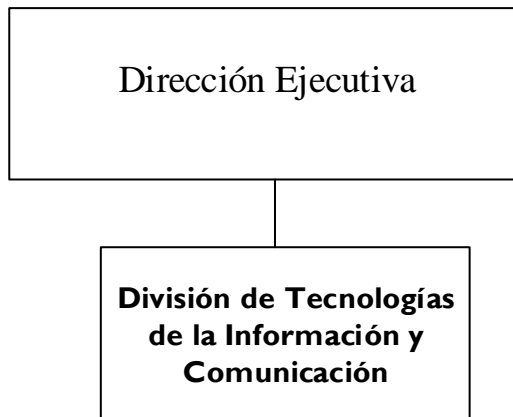 Dirección Ejecutiva
División de Tecnologías
de la Información y
Comunicación